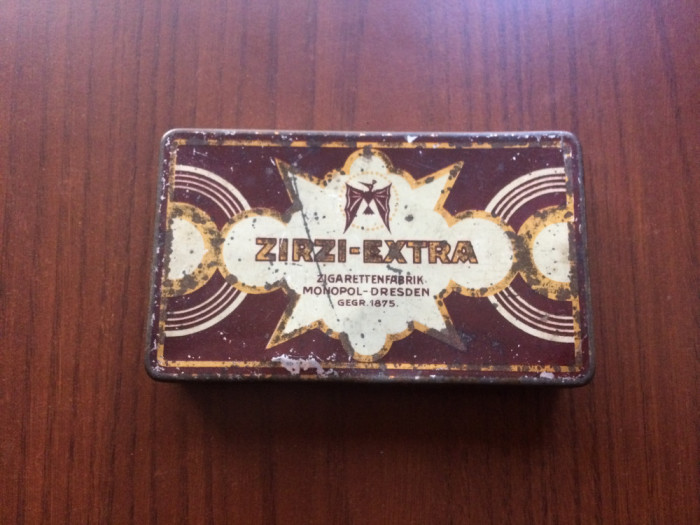 ZIRZI-EXTRA
ZIGARETTENFABRIK
MONOPOL-DRESDEN
GEGR. 1875.